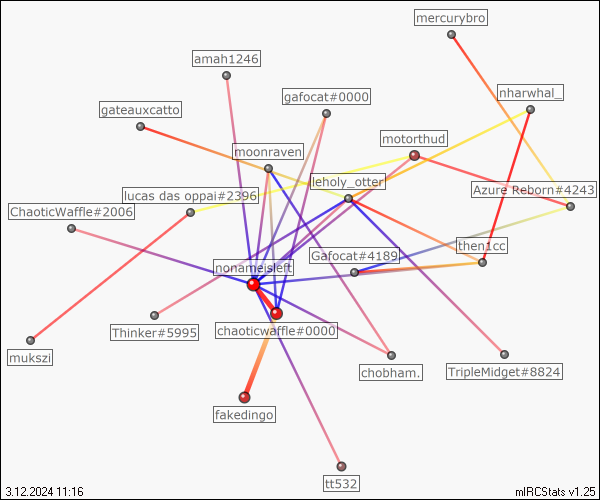 mercurybro
amah1246
nharwhal_
gafocat#0000
gateauxcatto
motorthud
moonraven
leholy_otter
Azure Reborn#4243
lucas das oppai#2396
ChaoticWaffle#2006
then1cc
Gafocat#4189
nonameisleft
Thinker#5995
chaoticwaffle#0000
mukszi
chobham.
TripleMidget#8824
fakedingo
tt532
3.12.2024 11:16
mIRCStats v1.25